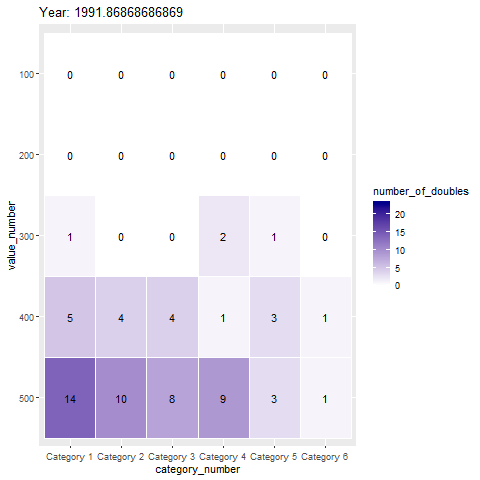 Year: 1991.86868686869
100 0 0 0 0 0 0
200 0 0 0 0 0 0
300 1 0 0 2 1 0
400 5 4 4 1 3 1
500 14 10 8 9 3 1
Category 1 Category 2 Category 3 Category 4 Category 5 Category 6
category_number
value_number
number_of_doubles
20
15
10
5
0